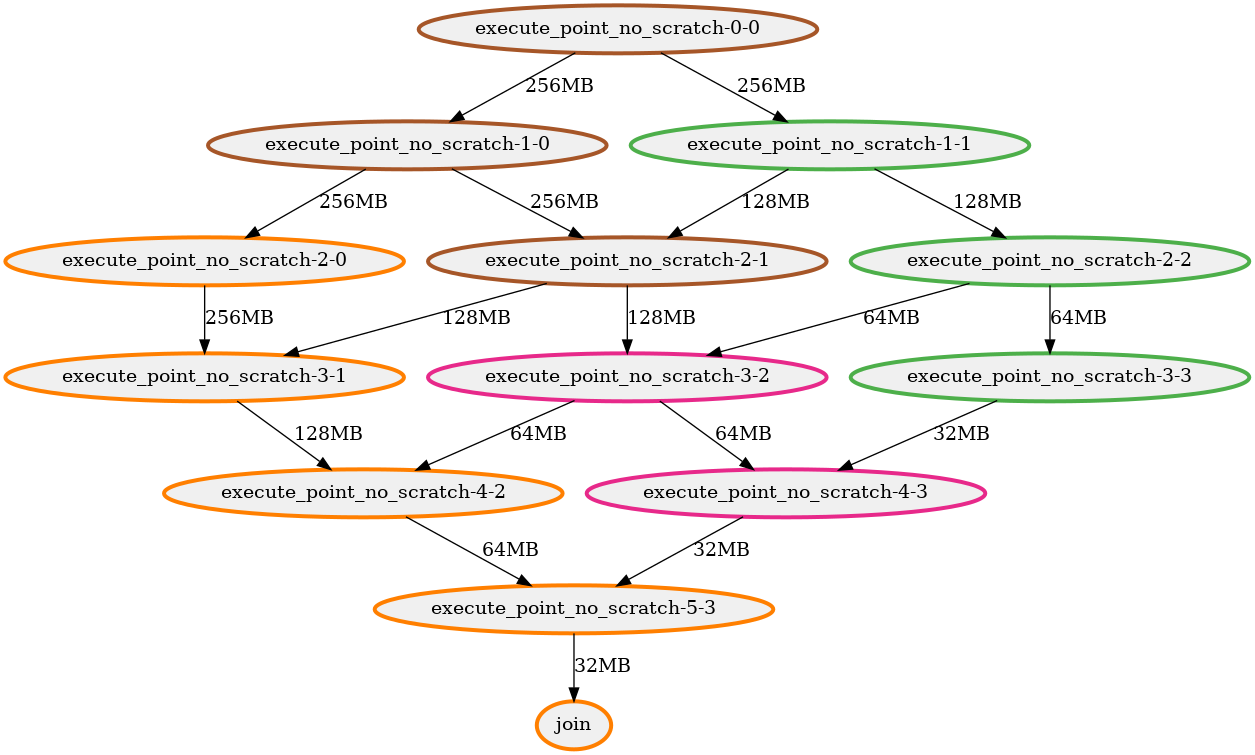 execute_point_no_scratch-0-0
256MB 256MB
execute_point_no_scratch-1-0 execute_point_no_scratch-1-1
256MB 256MB 128MB 128MB
execute_point_no_scratch-2-0 execute_point_no_scratch-2-1 execute_point_no_scratch-2-2
256MB 128MB 128MB 64MB 64MB
execute_point_no_scratch-3-1 execute_point_no_scratch-3-2 execute_point_no_scratch-3-3
128MB 64MB 64MB 32MB
execute_point_no_scratch-4-2 execute_point_no_scratch-4-3
64MB 32MB
execute_point_no_scratch-5-3
32MB
join